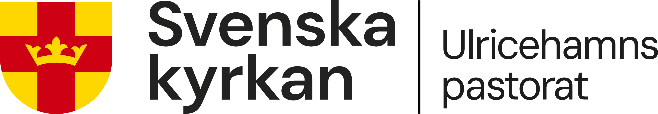 Svenska
kyrkan
Ulricehamns
pastorat